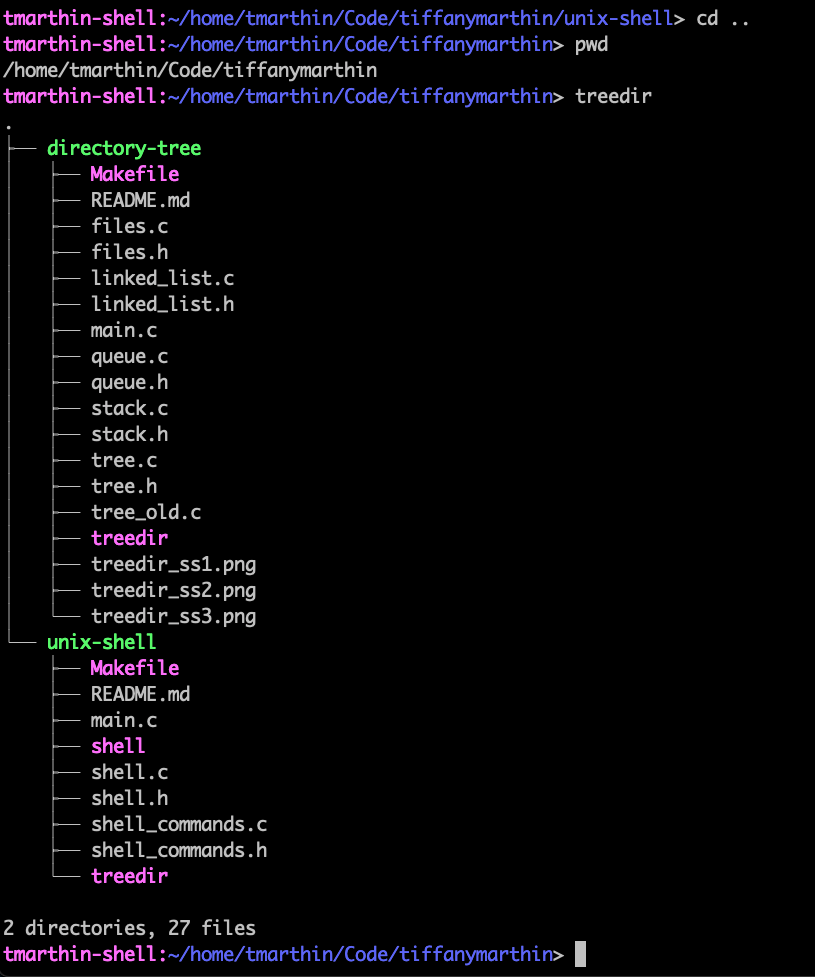 tmarthin-shell:~/home/tmarthin/Code/tiffanymarthin/unix-shell> cd ..
tmarthin-shell:~/home/tmarthin/Code/tiffanymarthin> pwd
/home/tmarthin/Code/tiffanymarthin
tmarthin-shell:~/home/tmarthin/Code/tiffanymarthin> treedir
.
├── directory-tree
│   ├── Makefile
│   ├── README.md
│   ├── files.c
│   ├── files.h
│   ├── linked_list.c
│   ├── linked_list.h
│   ├── main.c
│   ├── queue.c
│   ├── queue.h
│   ├── stack.c
│   ├── stack.h
│   ├── tree.c
│   ├── tree.h
│   ├── tree_old.c
│   ├── treedir
│   ├── treedir_ss1.png
│   ├── treedir_ss2.png
│   └── treedir_ss3.png
└── unix-shell
    ├── Makefile
    ├── README.md
    ├── main.c
    ├── shell
    ├── shell.c
    ├── shell.h
    ├── shell_commands.c
    ├── shell_commands.h
    └── treedir

2 directories, 27 files
tmarthin-shell:~/home/tmarthin/Code/tiffanymarthin>